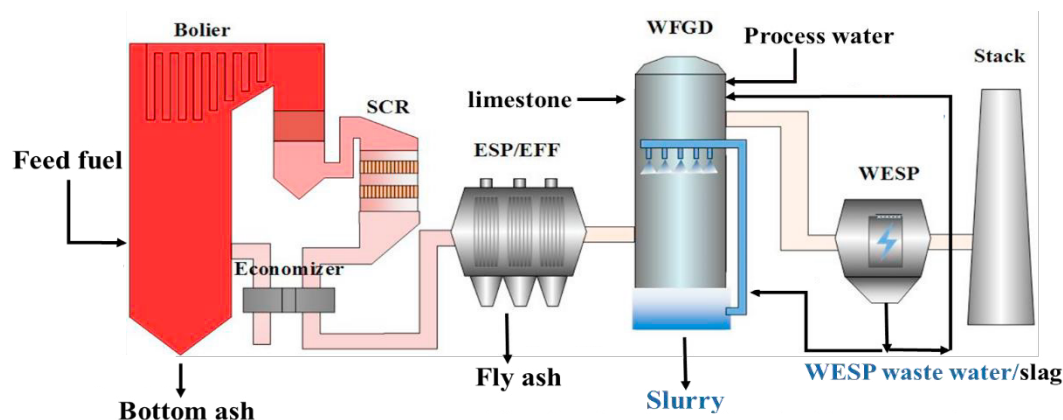 Bolier
WFGD
Process water
Stack
SCR
limestone
ESP/EFF
Feed fuel
WESP
Economizer
Fly ash
WESP waste water/slag
Bottom ash
Slurry